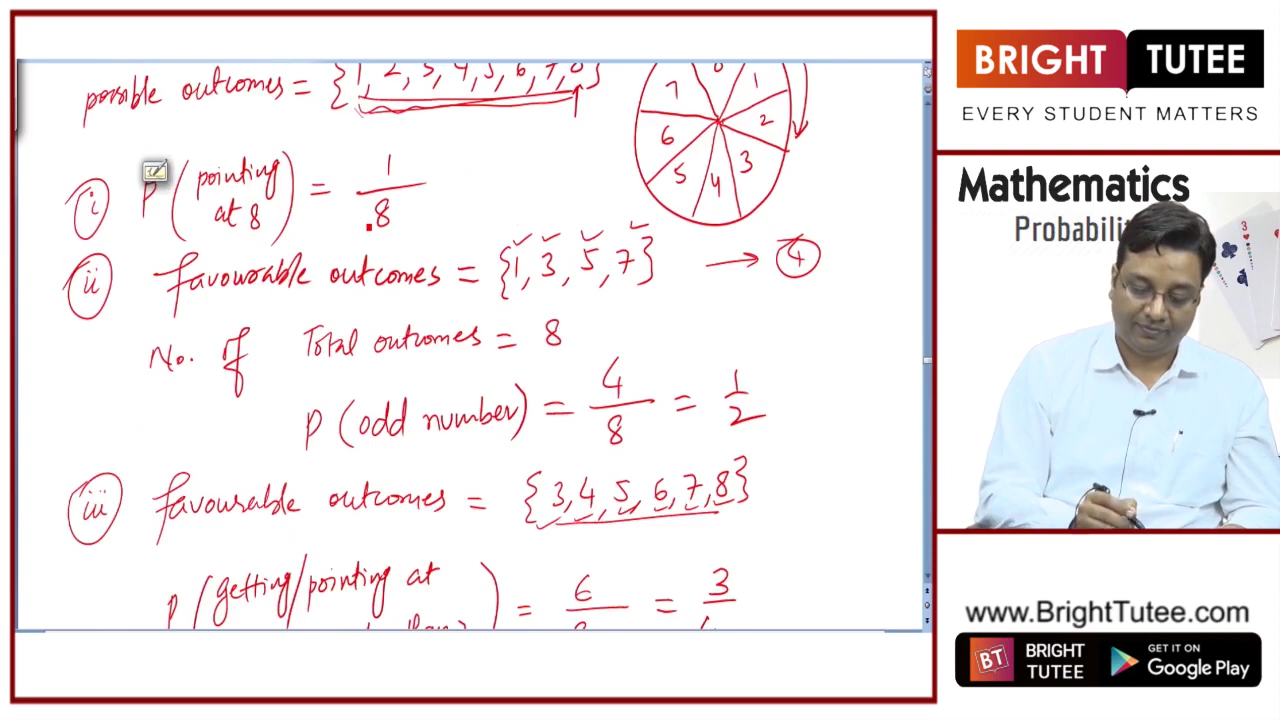 possible outcomes = {1, 2, 3, 4, 5, 6, 7, 8}
8
7 1
6 2
5 4 3
(i) P (pointing at 8) = 1/8
(ii) favourable outcomes = {1, 3, 5, 7} → 4
No. of Total outcomes = 8
P (odd number) = 4/8 = 1/2
(iii) favourable outcomes = {3, 4, 5, 6, 7, 8}
P (getting/pointing at
= 6/ = 3/
BRIGHT TUTEE
EVERY STUDENT MATTERS
Mathematics
Probabili
3
www.BrightTutee.com
BT BRIGHT TUTEE
GET IT ON
Google Play